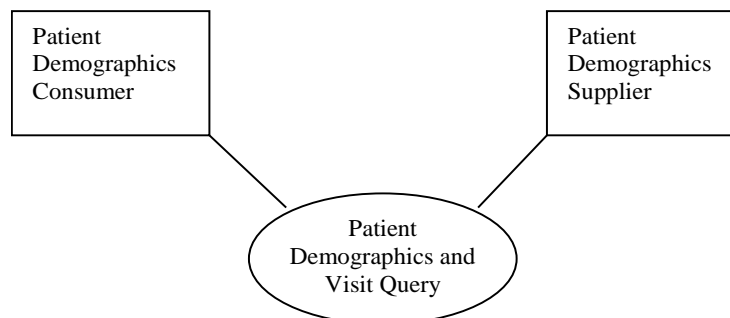 Patient
Demographics
Consumer
Patient
Demographics
Supplier
Patient
Demographics and
Visit Query